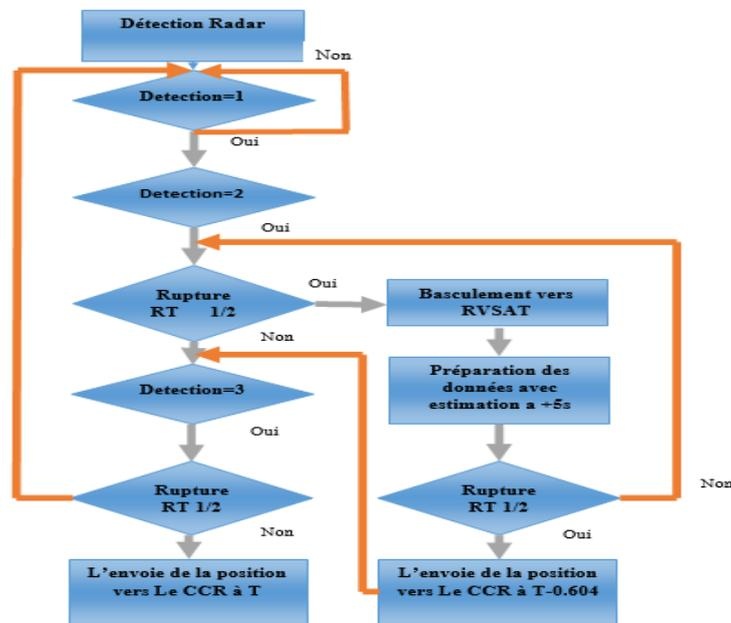 Détection Radar
Non
Detection=1
Oui
Detection=2
Oui
Rupture
RT 1/2
Oui
Basculement vers
RVSAT
Non
Detection=3
Préparation des
données avec
estimation a +5s
Oui
Rupture
RT 1/2
Rupture
RT 1/2
Non
Non
Oui
L'envoie de la position
vers Le CCR à T
L'envoie de la position
vers Le CCR à T-0.604